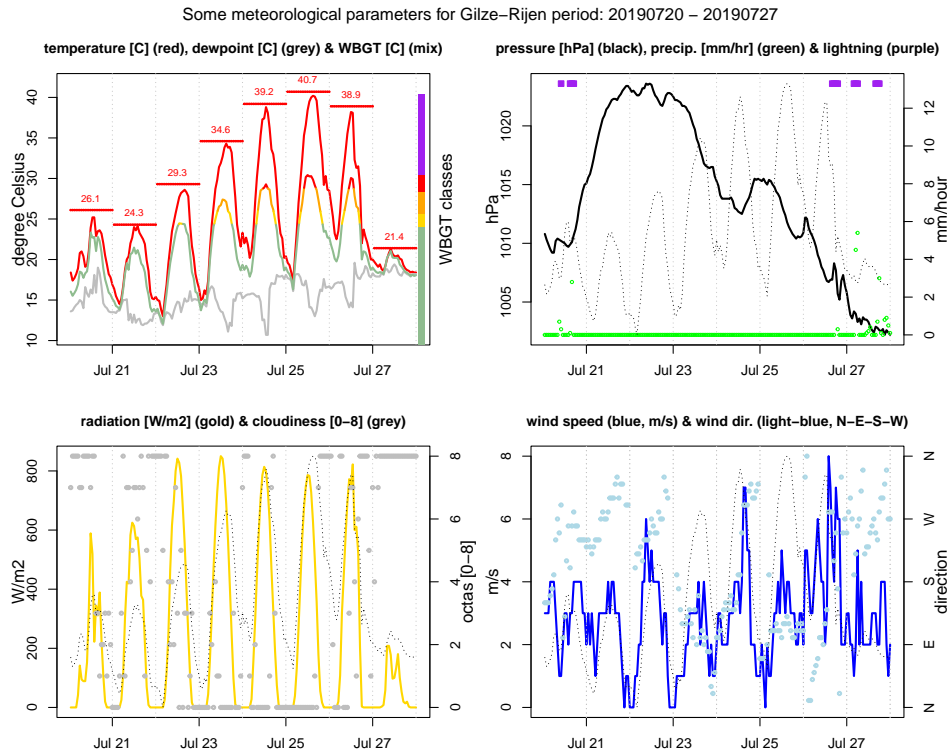 Some meteorological parameters for Gilze−Rijen period: 20190720 − 20190727
temperature [C] (red), dewpoint [C] (grey) & WBGT [C] (mix)
degree Celsius
10 15 20 25 30 35 40
26.1
24.3
29.3
34.6
39.2
40.7
38.9
21.4
WBGT classes
Jul 21 Jul 23 Jul 25 Jul 27
pressure [hPa] (black), precip. [mm/hr] (green) & lightning (purple)
hPa
1005 1010 1015 1020
0 2 4 6 8 10 12
mm/hour
Jul 21 Jul 23 Jul 25 Jul 27
radiation [W/m2] (gold) & cloudiness [0−8] (grey)
W/m2
0 200 400 600 800
0 2 4 6 8
octas [0−8]
Jul 21 Jul 23 Jul 25 Jul 27
wind speed (blue, m/s) & wind dir. (light−blue, N−E−S−W)
m/s
0 2 4 6 8
N E S W N
direction
Jul 21 Jul 23 Jul 25 Jul 27